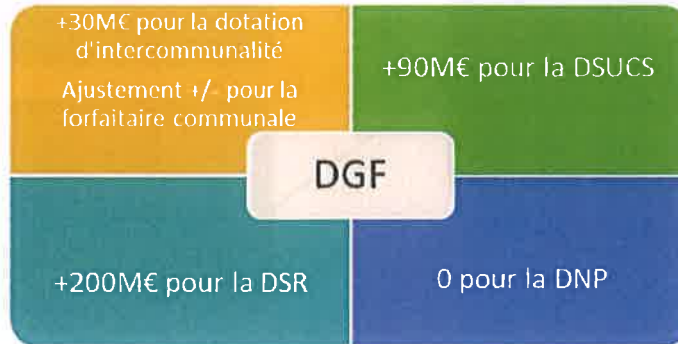 +30M€ pour la dotation
d'intercommunalité
Ajustement +/- pour la
forfaitaire communale
+90M€ pour la DSUCS
DGF
+200M€ pour la DSR
0 pour la DNP